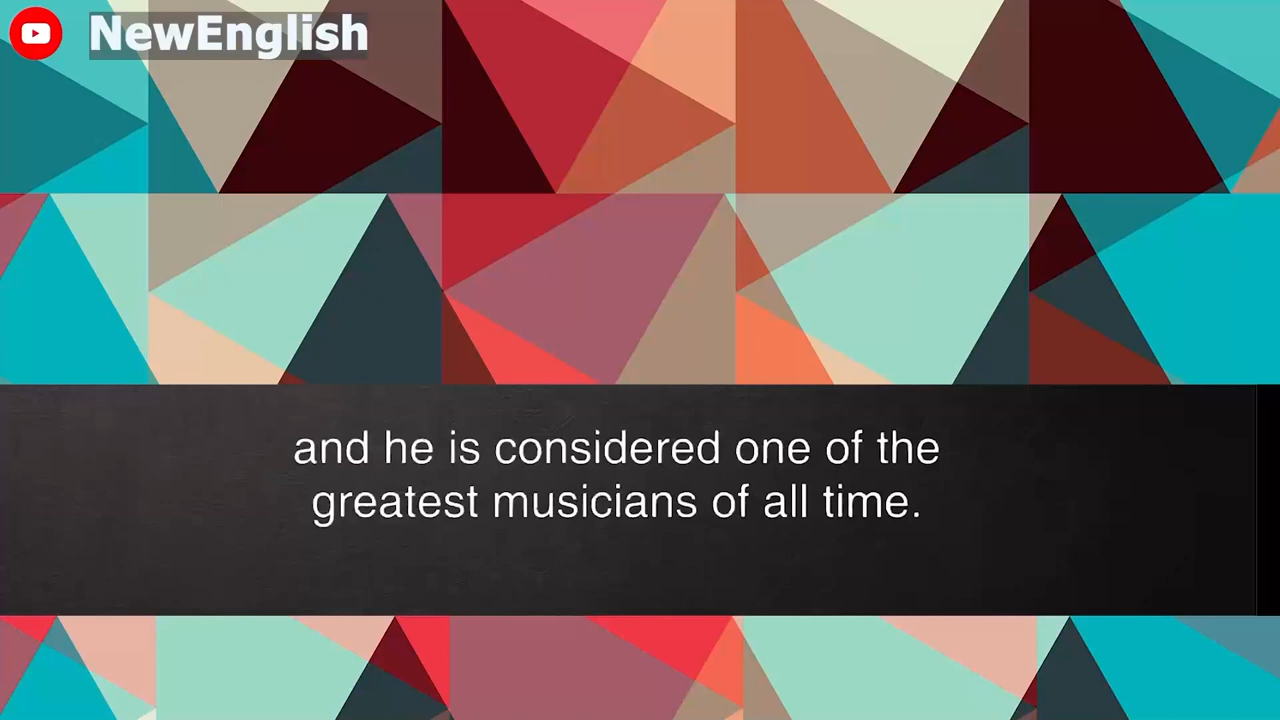 NewEnglish
and he is considered one of the
greatest musicians of all time.